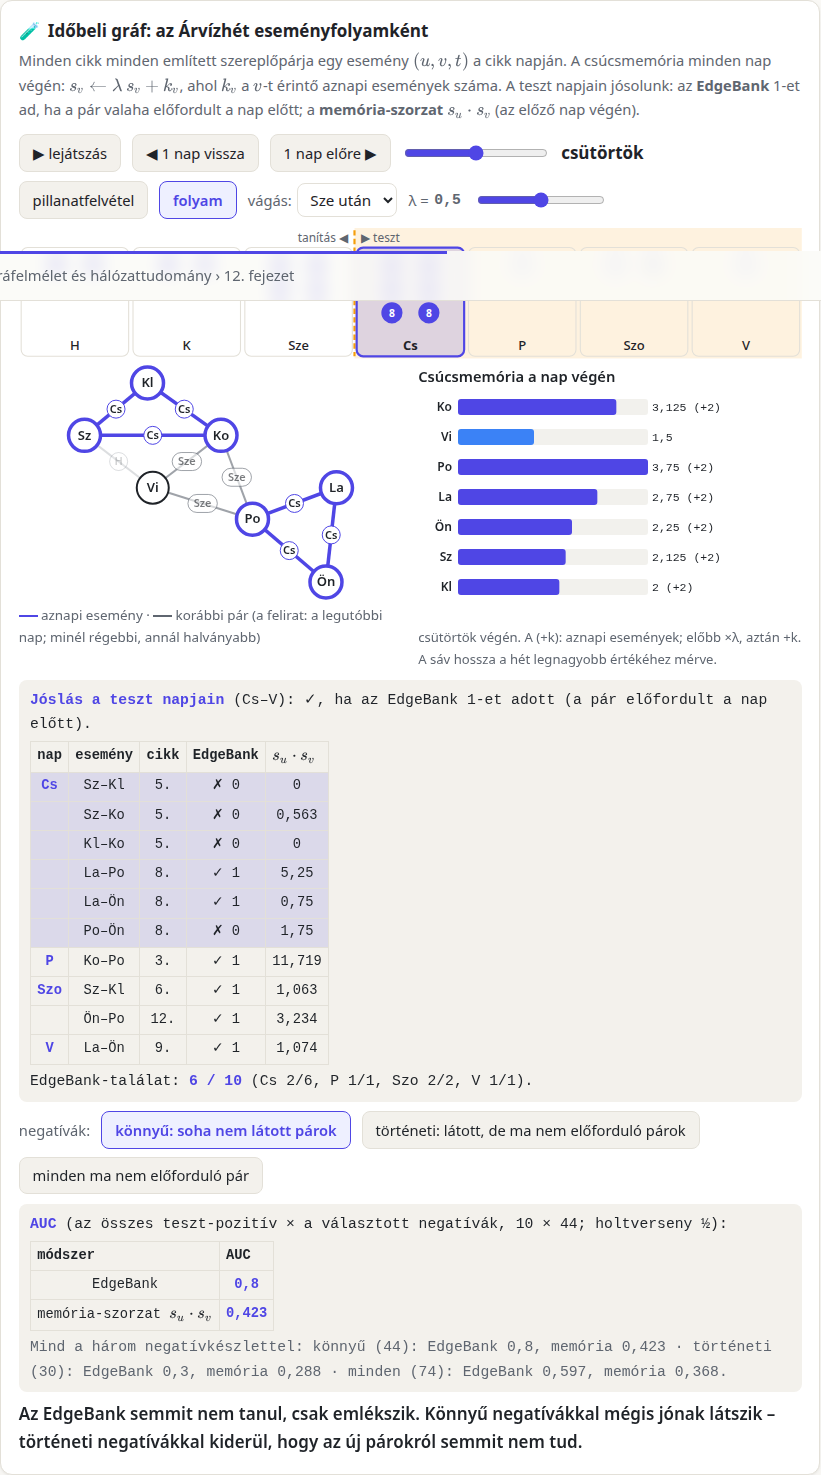 🧪 Időbeli gráf: az Árvízhét eseményfolyamként
Minden cikk minden említett szereplőpárja egy esemény (u, v, t) a cikk napján. A csúcsmemória minden nap
végén: s_v ← λ s_v + k_v, ahol k_v a v-t érintő aznapi események száma. A teszt napjain jósolunk: az EdgeBank 1-et
ad, ha a pár valaha előfordult a nap előtt; a memória-szorzat s_u · s_v (az előző nap végén).
▶ lejátszás ◀ 1 nap vissza 1 nap előre ▶ csütörtök
pillanatfelvétel folyam vágás: Sze után λ = 0,5
tanítás ◀ ▶ teszt
ráfelmélet és hálózattudomány › 12. fejezet
8 8
H K Sze Cs P Szo V
Kl
Cs Cs
Sz Cs Ko
H Sze
Sze
Vi La
Sze Cs
Po
Cs
Cs
Ön
— aznapi esemény · — korábbi pár (a felirat: a legutóbbi
nap; minél régebbi, annál halványabb)
Csúcsmemória a nap végén
Ko 3,125 (+2)
Vi 1,5
Po 3,75 (+2)
La 2,75 (+2)
Ön 2,25 (+2)
Sz 2,125 (+2)
Kl 2 (+2)
csütörtök végén. A (+k): aznapi események; előbb ×λ, aztán +k.
A sáv hossza a hét legnagyobb értékéhez mérve.
Jóslás a teszt napjain (Cs–V): ✓, ha az EdgeBank 1-et adott (a pár előfordult a nap
előtt).
nap esemény cikk EdgeBank s_u · s_v
Cs Sz–Kl 5. ✗ 0 0
Sz–Ko 5. ✗ 0 0,563
Kl–Ko 5. ✗ 0 0
La–Po 8. ✓ 1 5,25
La–Ön 8. ✓ 1 0,75
Po–Ön 8. ✗ 0 1,75
P Ko–Po 3. ✓ 1 11,719
Szo Sz–Kl 6. ✓ 1 1,063
Ön–Po 12. ✓ 1 3,234
V La–Ön 9. ✓ 1 1,074
EdgeBank-találat: 6 / 10 (Cs 2/6, P 1/1, Szo 2/2, V 1/1).
negatívák: könnyű: soha nem látott párok történeti: látott, de ma nem előforduló párok
minden ma nem előforduló pár
AUC (az összes teszt-pozitív × a választott negatívák, 10 × 44; holtverseny ½):
módszer AUC
EdgeBank 0,8
memória-szorzat s_u · s_v 0,423
Mind a három negatívkészlettel: könnyű (44): EdgeBank 0,8, memória 0,423 · történeti
(30): EdgeBank 0,3, memória 0,288 · minden (74): EdgeBank 0,597, memória 0,368.
Az EdgeBank semmit nem tanul, csak emlékszik. Könnyű negatívákkal mégis jónak látszik –
történeti negatívákkal kiderül, hogy az új párokról semmit nem tud.